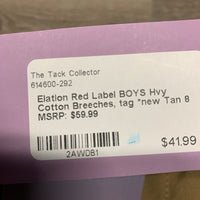 The Tack Collector
614600-292
Elation Red Label BOYS Hvy
Cotton Breeches, tag *new Tan 8
MSRP: $59.99
$41.99
2AWDB1